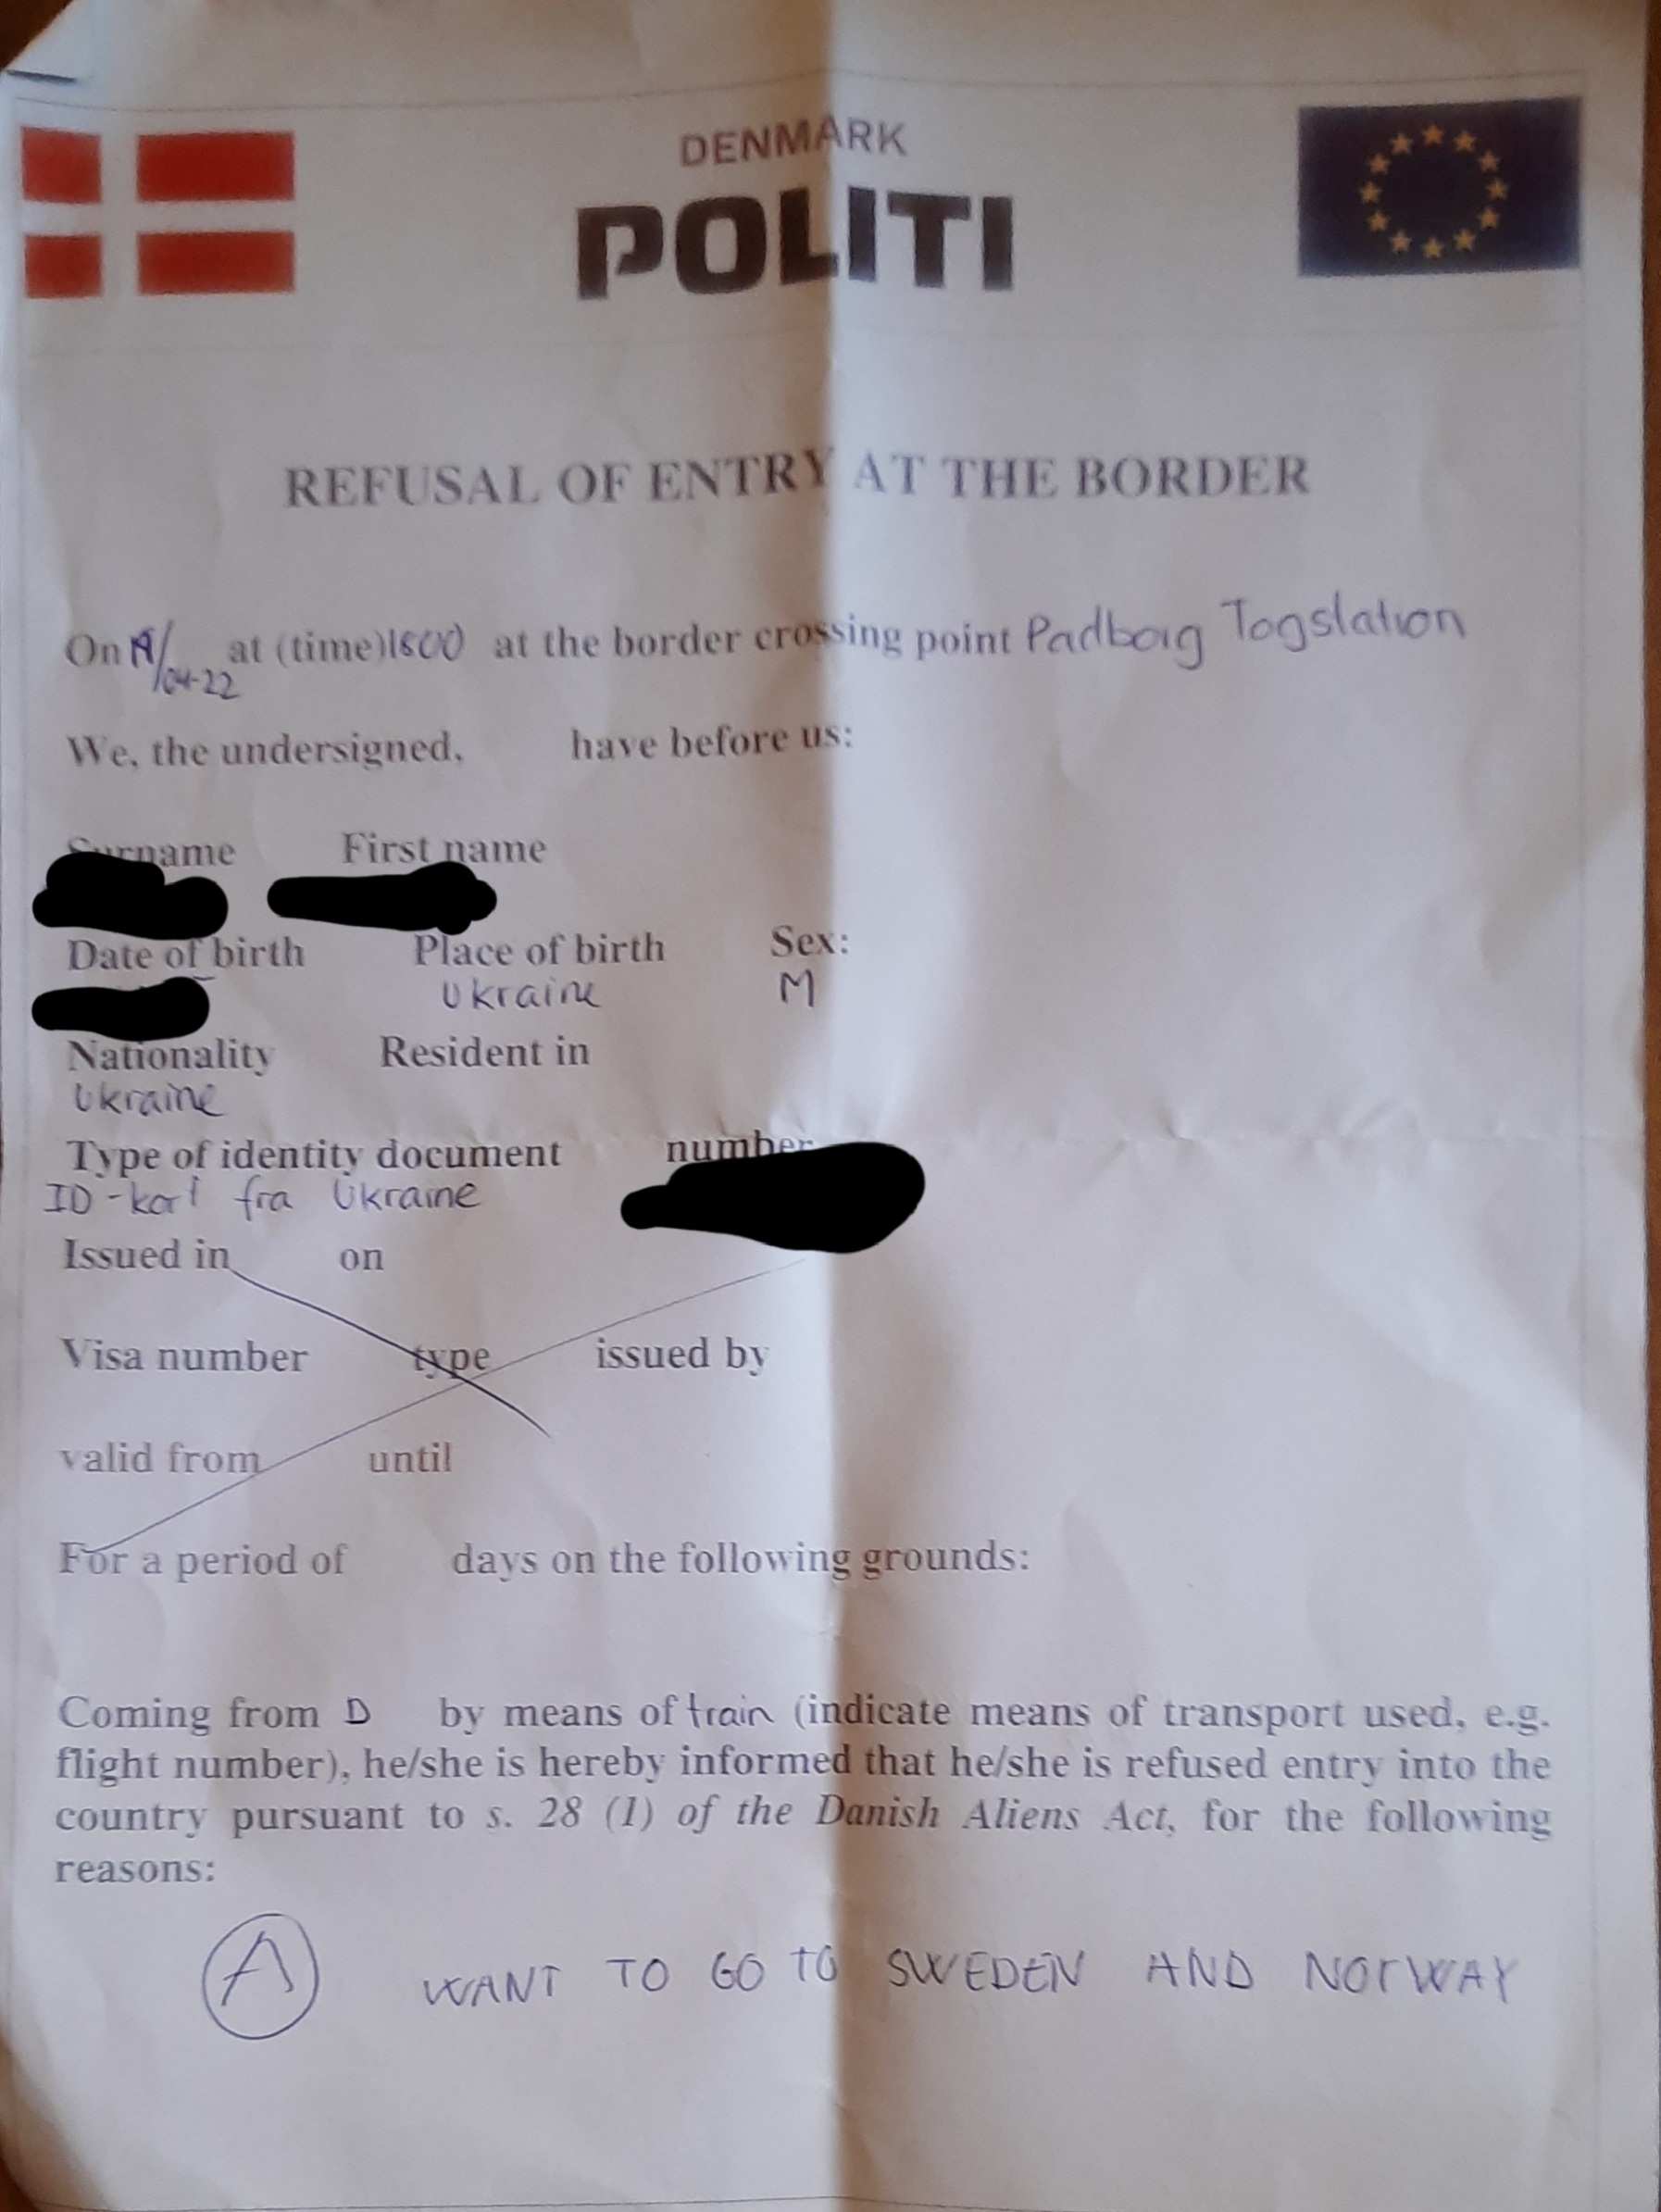 DENMARK
POLITI
REFUSAL OF ENTRY AT THE BORDER
On /04-22 at (time) at the border crossing point Padborg Togstation
We, the undersigned, have before us:
Surname First name
Date of birth Place of birth Sex:
Ukraine M
Nationality Resident in
Ukraine
Type of identity document number
ID-kort fra Ukraine
Issued in on
Visa number type issued by
valid from until
For a period of days on the following grounds:
Coming from D by means of train (indicate means of transport used, e.g.
flight number), he/she is hereby informed that he/she is refused entry into the
country pursuant to s. 28 (1) of the Danish Aliens Act, for the following
reasons:
A WANT TO GO TO SWEDEN AND NORWAY